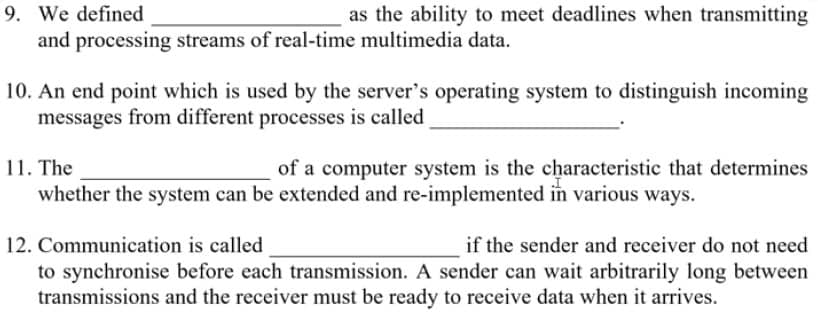 9. We defined __________________ as the ability to meet deadlines when transmitting
and processing streams of real-time multimedia data.
10. An end point which is used by the server's operating system to distinguish incoming
messages from different processes is called __________________.
11. The __________________ of a computer system is the characteristic that determines
whether the system can be extended and re-implemented in various ways.
12. Communication is called __________________ if the sender and receiver do not need
to synchronise before each transmission. A sender can wait arbitrarily long between
transmissions and the receiver must be ready to receive data when it arrives.